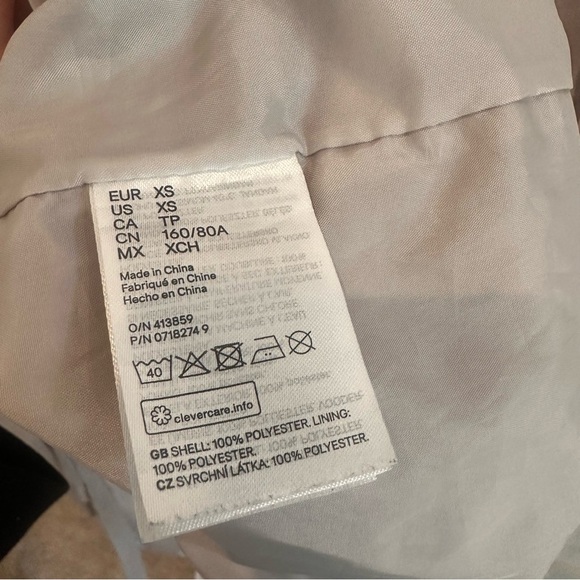 EUR XS
US XS
CA TP
CN 160/80A
MX XCH
Made in China
Fabriqué en Chine
Hecho en China
O/N 413859
P/N 0718274 9
40
clevercare.info
GB SHELL: 100% POLYESTER. LINING:
100% POLYESTER.
CZ SVRCHNÍ LÁTKA: 100% POLYESTER.